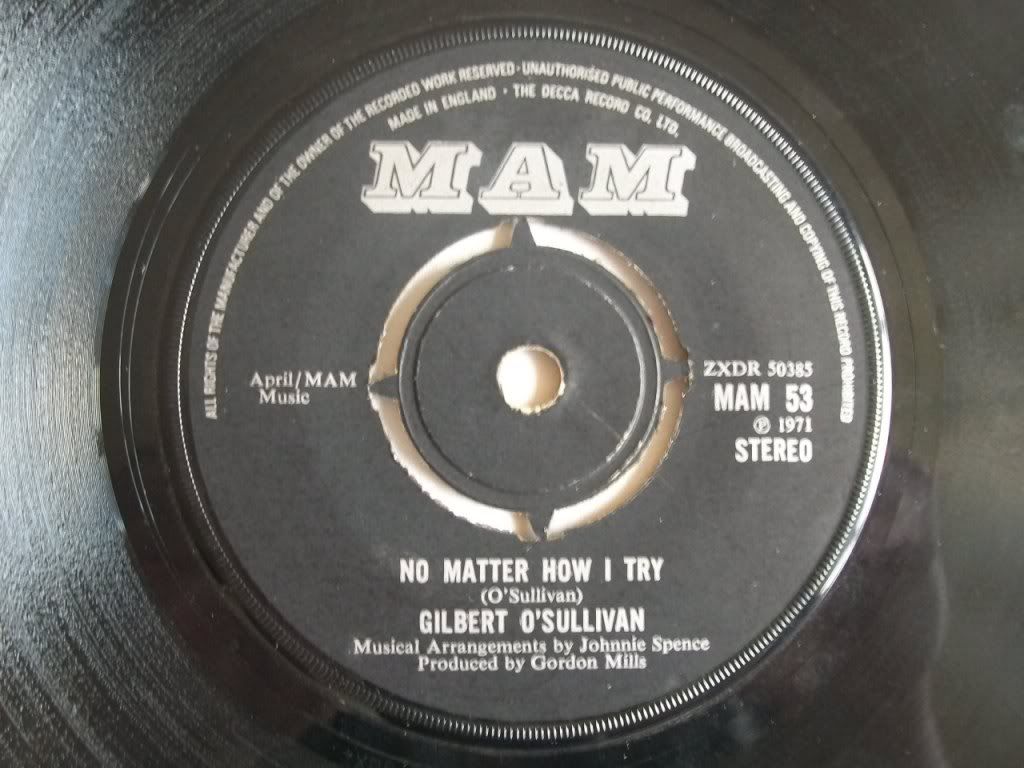 ALL RIGHTS OF THE MANUFACTURER AND OF THE OWNER OF THE RECORDED WORK RESERVED · UNAUTHORISED PUBLIC PERFORMANCE BROADCASTING AND COPYING OF THIS RECORD PROHIBITED
MADE IN ENGLAND · THE DECCA RECORD CO. LTD.
MAM
April/MAM
Music
ZXDR 50385
MAM 53
℗ 1971
STEREO
NO MATTER HOW I TRY
(O'Sullivan)
GILBERT O'SULLIVAN
Musical Arrangements by Johnnie Spence
Produced by Gordon Mills